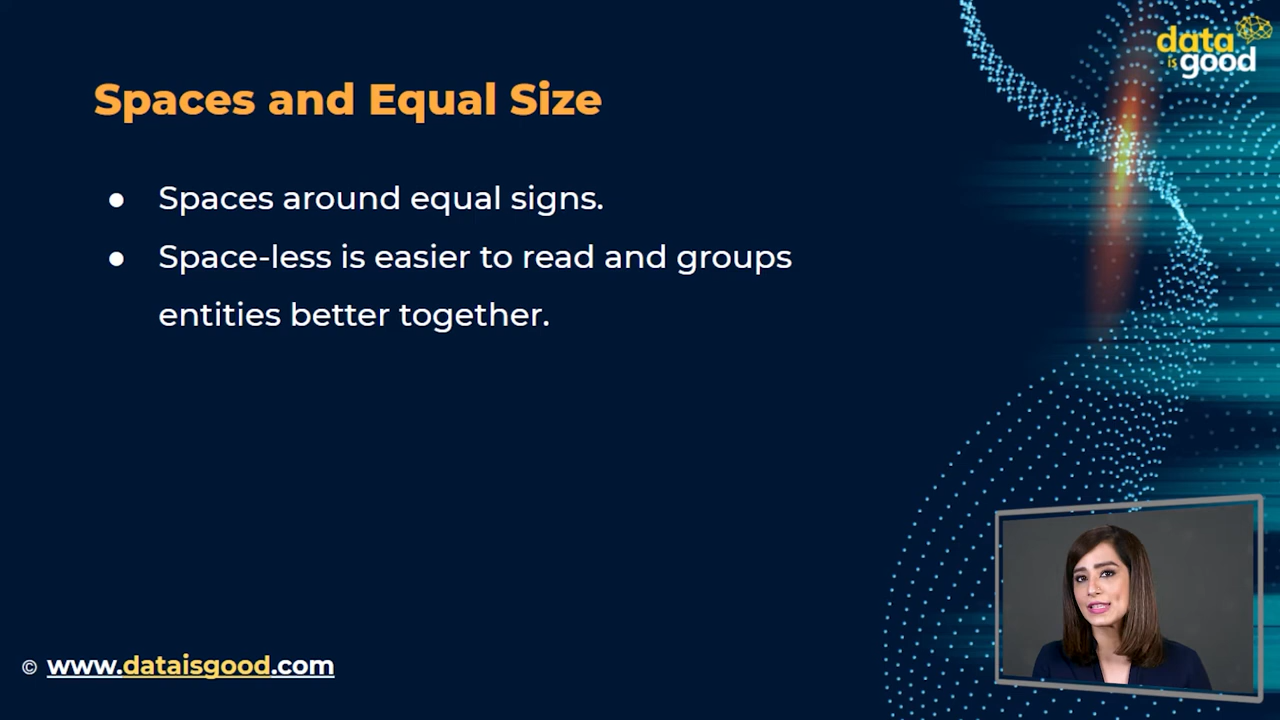 data
is good
Spaces and Equal Size
● Spaces around equal signs.
● Space-less is easier to read and groups
entities better together.
© www.dataisgood.com